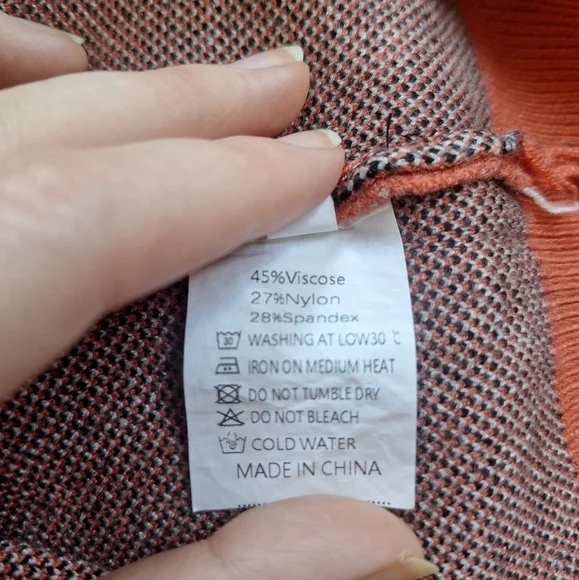 45%Viscose
27%Nylon
28%Spandex
30 WASHING AT LOW30 ℃
IRON ON MEDIUM HEAT
DO NOT TUMBLE DRY
DO NOT BLEACH
COLD WATER
MADE IN CHINA